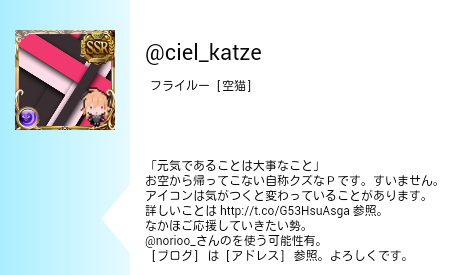 SSR
@ciel_katze
フライルー［空猫］
「元気であることは大事なこと」
お空から帰ってこない自称クズなＰです。すいません。
アイコンは気がつくと変わっていることがあります。
詳しいことは http://t.co/G53HsuAsga 参照。
なかほご応援していきたい勢。
@norioo_さんのを使う可能性有。
［ブログ］ は［アドレス］ 参照。よろしくです。